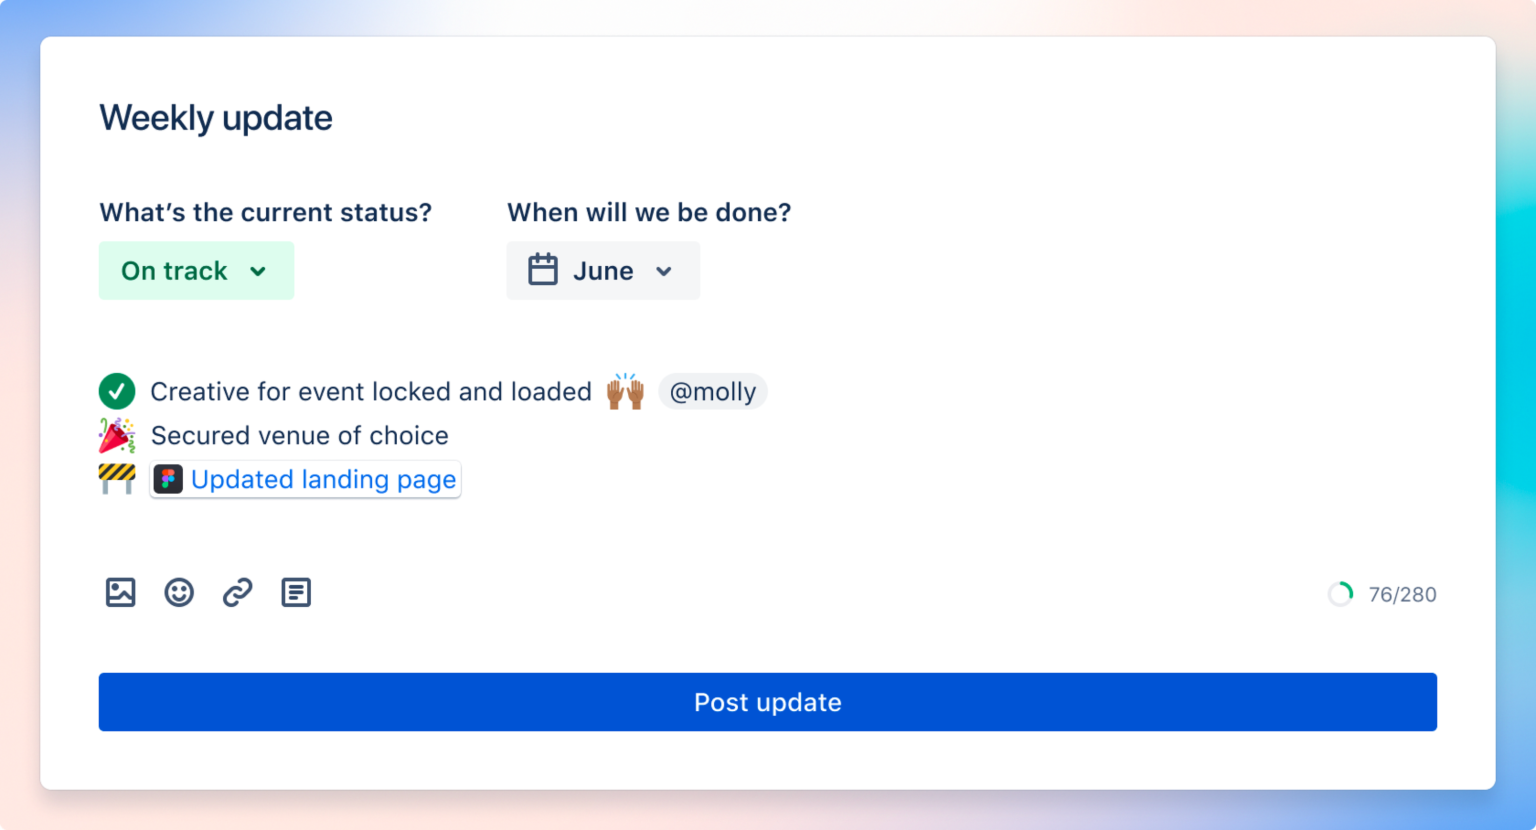 Weekly update
What's the current status?
When will we be done?
On track
June
Creative for event locked and loaded 🙌🏽 @molly
Secured venue of choice
Updated landing page
76/280
Post update